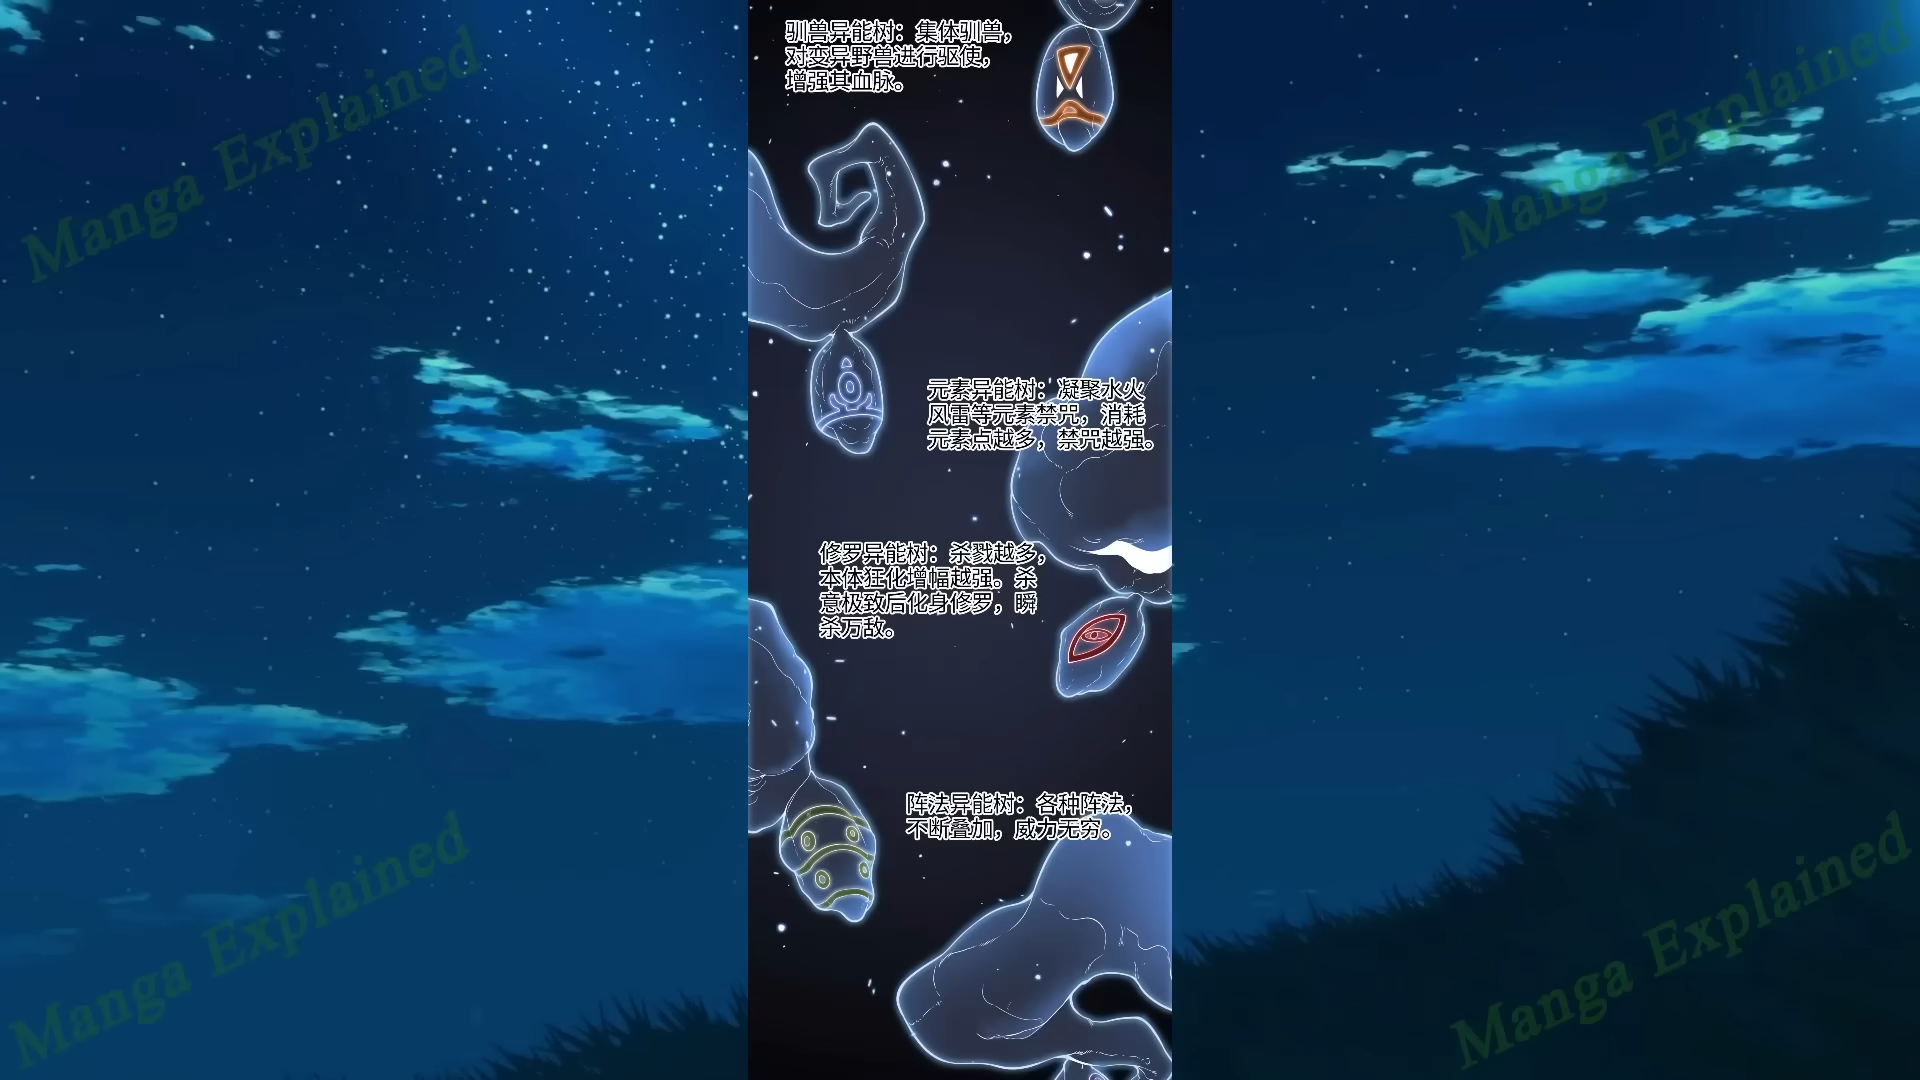 驯兽异能树：集体驯兽，
对变异野兽进行驱使，
增强其血脉。
元素异能树：凝聚水火
风雷等元素禁咒，消耗
元素点越多，禁咒越强。
修罗异能树：杀戮越多，
本体狂化增幅越强。杀
意极致后化身修罗，瞬
杀万敌。
阵法异能树：各种阵法，
不断叠加，威力无穷。
Manga Explained
Manga Explained
Manga Explained
Manga Explained